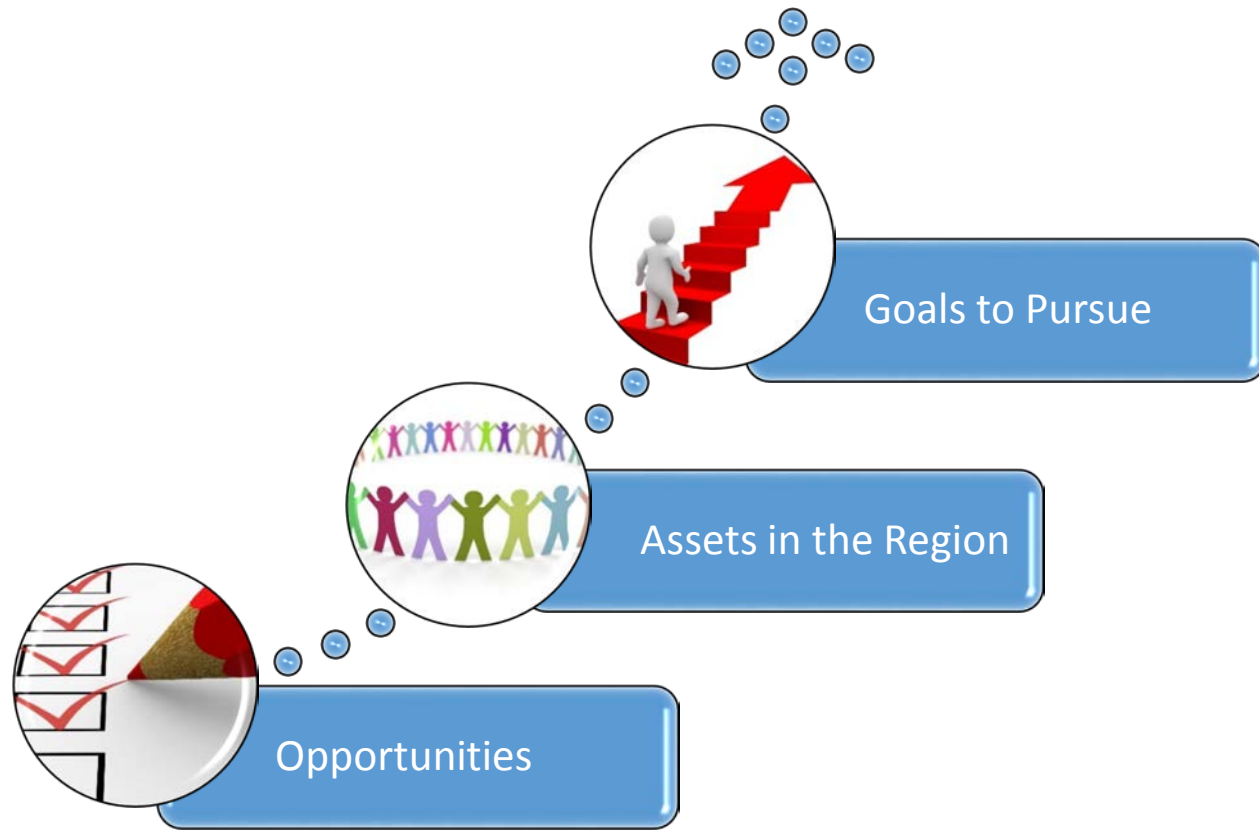 Goals to Pursue
Assets in the Region
Opportunities